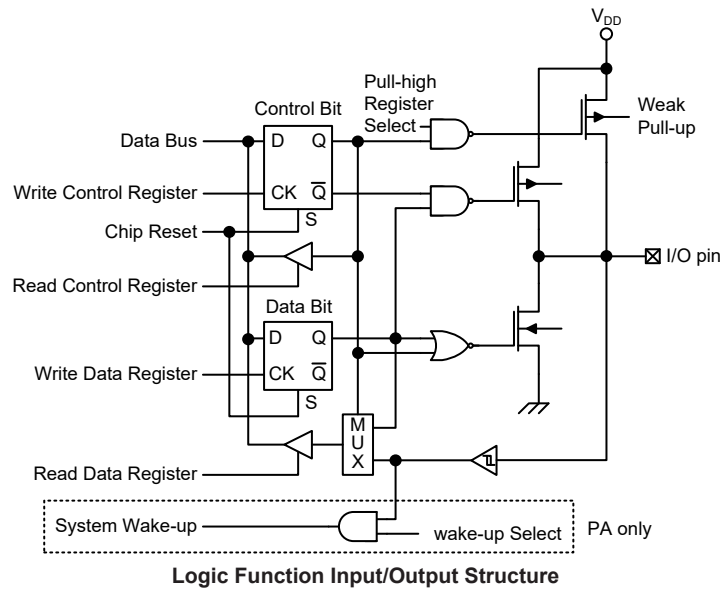 V_DD
Pull-high
Register
Select
Weak
Pull-up
Control Bit
Data Bus
D
Q
Write Control Register
CK
Q̅
S
Chip Reset
I/O pin
Read Control Register
Data Bit
D
Q
Write Data Register
CK
Q̅
S
M
U
X
Read Data Register
System Wake-up
wake-up Select
PA only
Logic Function Input/Output Structure